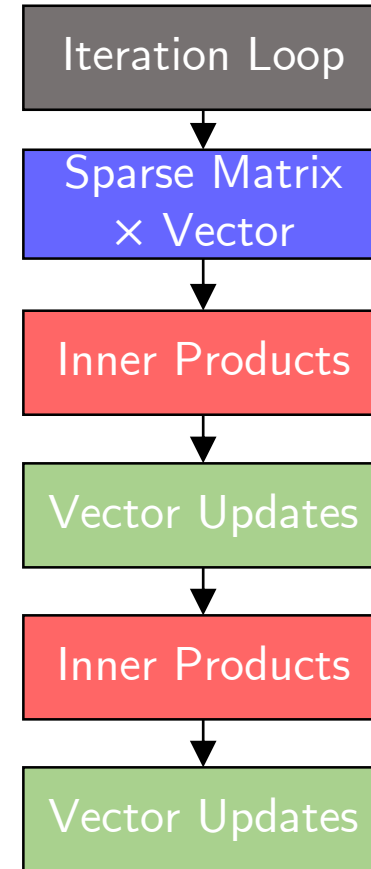 Iteration Loop
Sparse Matrix
× Vector
Inner Products
Vector Updates
Inner Products
Vector Updates